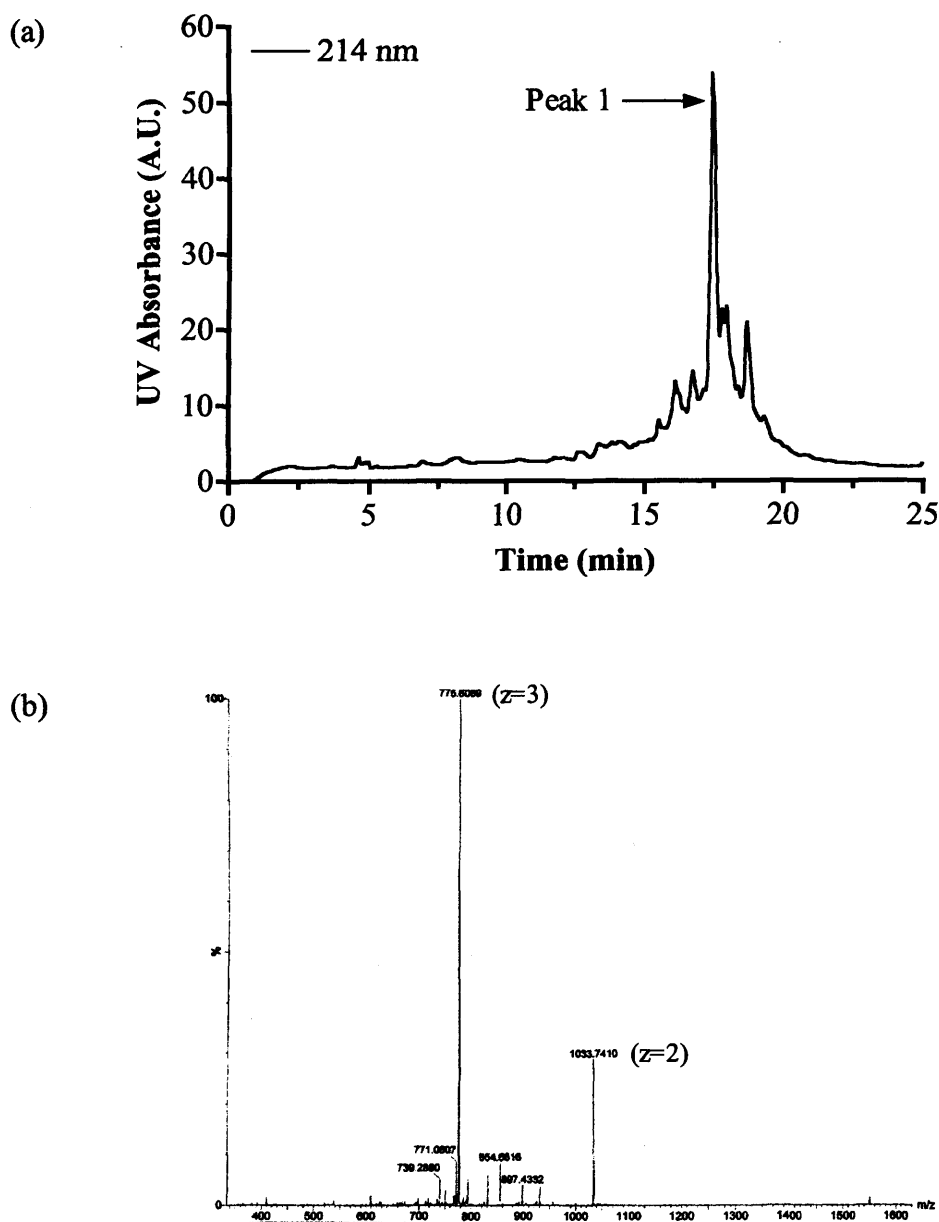 (a)
60
214 nm
50
Peak 1
40
30
20
10
0
0 5 10 15 20 25
UV Absorbance (A.U.)
Time (min)
(b)
100
775.6089 (z=3)
%
1033.7410 (z=2)
771.0807
739.2880
854.6616
897.4332
0
400 500 600 700 800 900 1000 1100 1200 1300 1400 1500 1600 m/z